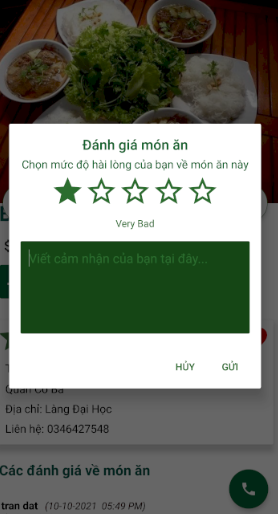 Đánh giá món ăn
Chọn mức độ hài lòng của bạn về món ăn này
Very Bad
Viết cảm nhận của bạn tại đây...
HỦY
GỬI
Quán Cô Ba
Địa chỉ: Làng Đại Học
Liên hệ: 0346427548
Các đánh giá về món ăn
tran dat (10-10-2021 05:49 PM)